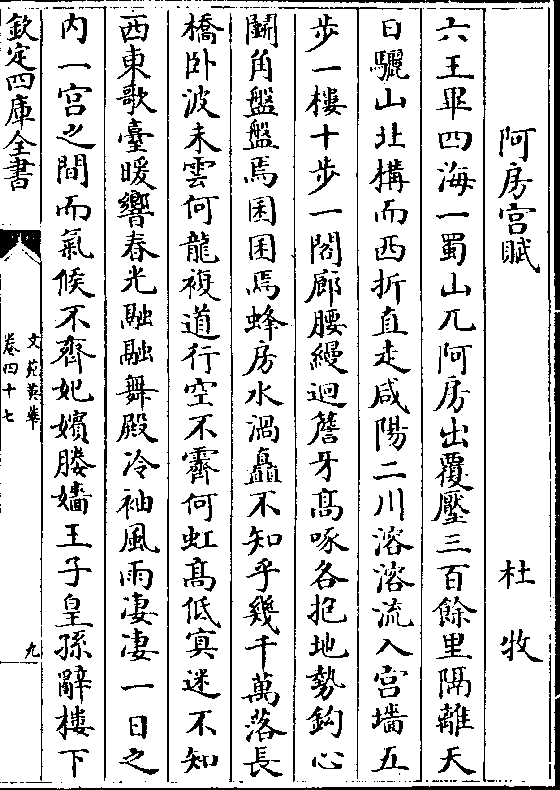 阿房宮賦 杜牧
六王畢四海一蜀山兀阿房出覆壓三百餘里隔離天
日驪山北構而西折直走咸陽二川溶溶流入宮墻五
步一樓十步一閣廊腰縵迴簷牙髙啄各抱地勢鈎心
鬬角盤盤焉囷囷焉蜂房水渦矗不知乎幾千萬落長
橋卧波未雲何龍複道行空不霽何虹髙低㝠迷不知
西東歌臺暖響春光融融舞殿冷袖風雨凄凄一日之
内一宫之間而氣候不齊妃嬪媵嬙王子皇孫辭樓下
欽定四庫全書
文苑英華
卷四十七
九